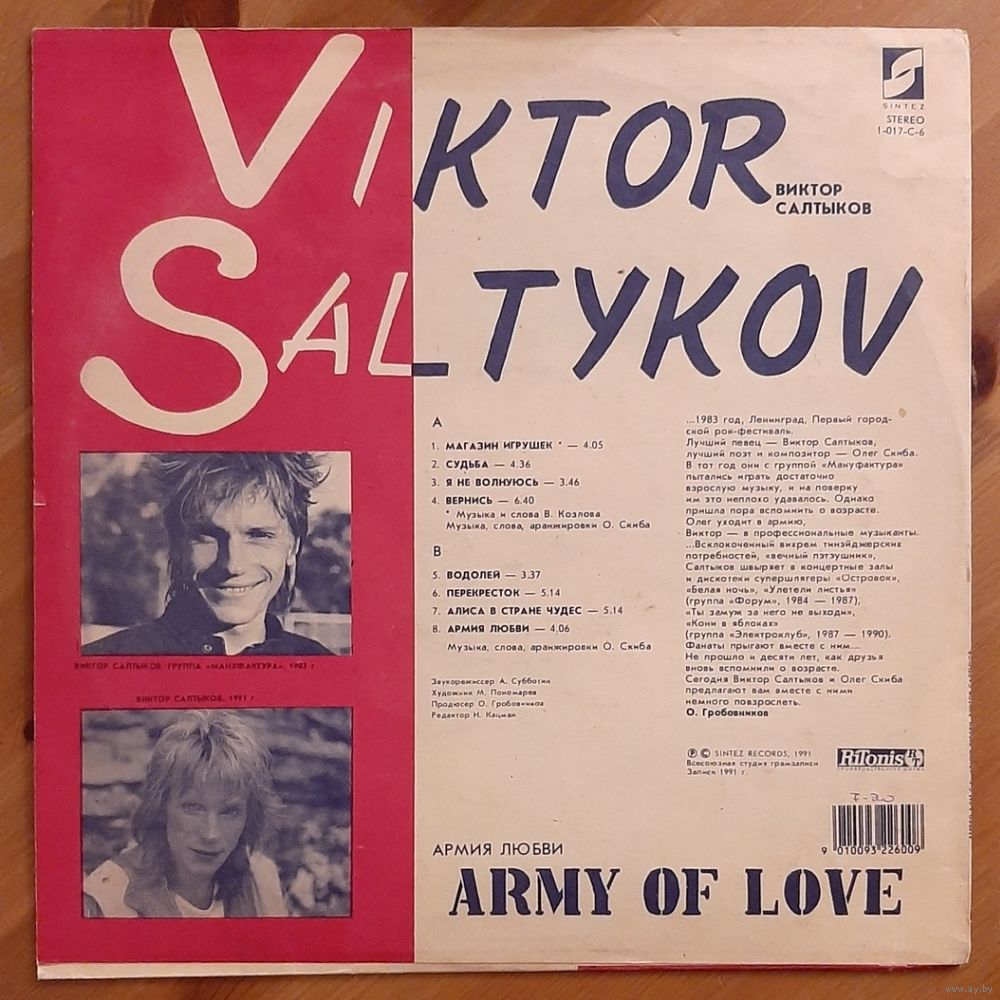 VIKTOR
ВИКТОР
САЛТЫКОВ
SALTYKOV
SINTEZ
STEREO
1-017-C-6
A
1. МАГАЗИН ИГРУШЕК * — 4.05
2. СУДЬБА — 4.36
3. Я НЕ ВОЛНУЮСЬ — 3.46
4. ВЕРНИСЬ — 6.40
* Музыка и слова В. Козлова
Музыка, слова, аранжировки О. Скиба
B
5. ВОДОЛЕЙ — 3.37
6. ПЕРЕКРЕСТОК — 5.14
7. АЛИСА В СТРАНЕ ЧУДЕС — 5.14
8. АРМИЯ ЛЮБВИ — 4.06
Музыка, слова, аранжировки О. Скиба
Звукорежиссер А. Субботин
Художник М. Пономарев
Продюсер О. Гробовников
Редактор Н. Кацман
...1983 год, Ленинград, Первый город-
ской рок-фестиваль.
Лучший певец — Виктор Салтыков,
лучший поэт и композитор — Олег Скиба.
В тот год они с группой «Мануфактура»
пытались играть достаточно
взрослую музыку, и на поверку
им это неплохо удавалось. Однако
пришла пора вспомнить о возрасте.
Олег уходит в армию,
Виктор — в профессиональные музыканты.
...Всклокоченный вихрем тинэйджерских
потребностей, «вечный пэтэушник»,
Салтыков швыряет в концертные залы
и дискотеки супершлягеры «Островок»,
«Белая ночь», «Улетели листья»
(группа «Форум», 1984 — 1987),
«Ты замуж за него не выходи»,
«Кони в яблоках»
(группа «Электроклуб», 1987 — 1990).
Фанаты прыгают вместе с ним...
Не прошло и десяти лет, как друзья
вновь вспомнили о возрасте.
Сегодня Виктор Салтыков и Олег Скиба
предлагают вам вместе с ними
немного повзрослеть.
О. Гробовников
ВИКТОР САЛТЫКОВ. ГРУППА «МАНУФАКТУРА», 1983 г.
ВИКТОР САЛТЫКОВ, 1991 г.
℗ © SINTEZ RECORDS, 1991
Всесоюзная студия грамзаписи
Записи 1991 г.
RiTonis RT
ПРОИЗВОДСТВЕННАЯ ФИРМА
9 010093 226009
АРМИЯ ЛЮБВИ
ARMY OF LOVE
www.ay.by